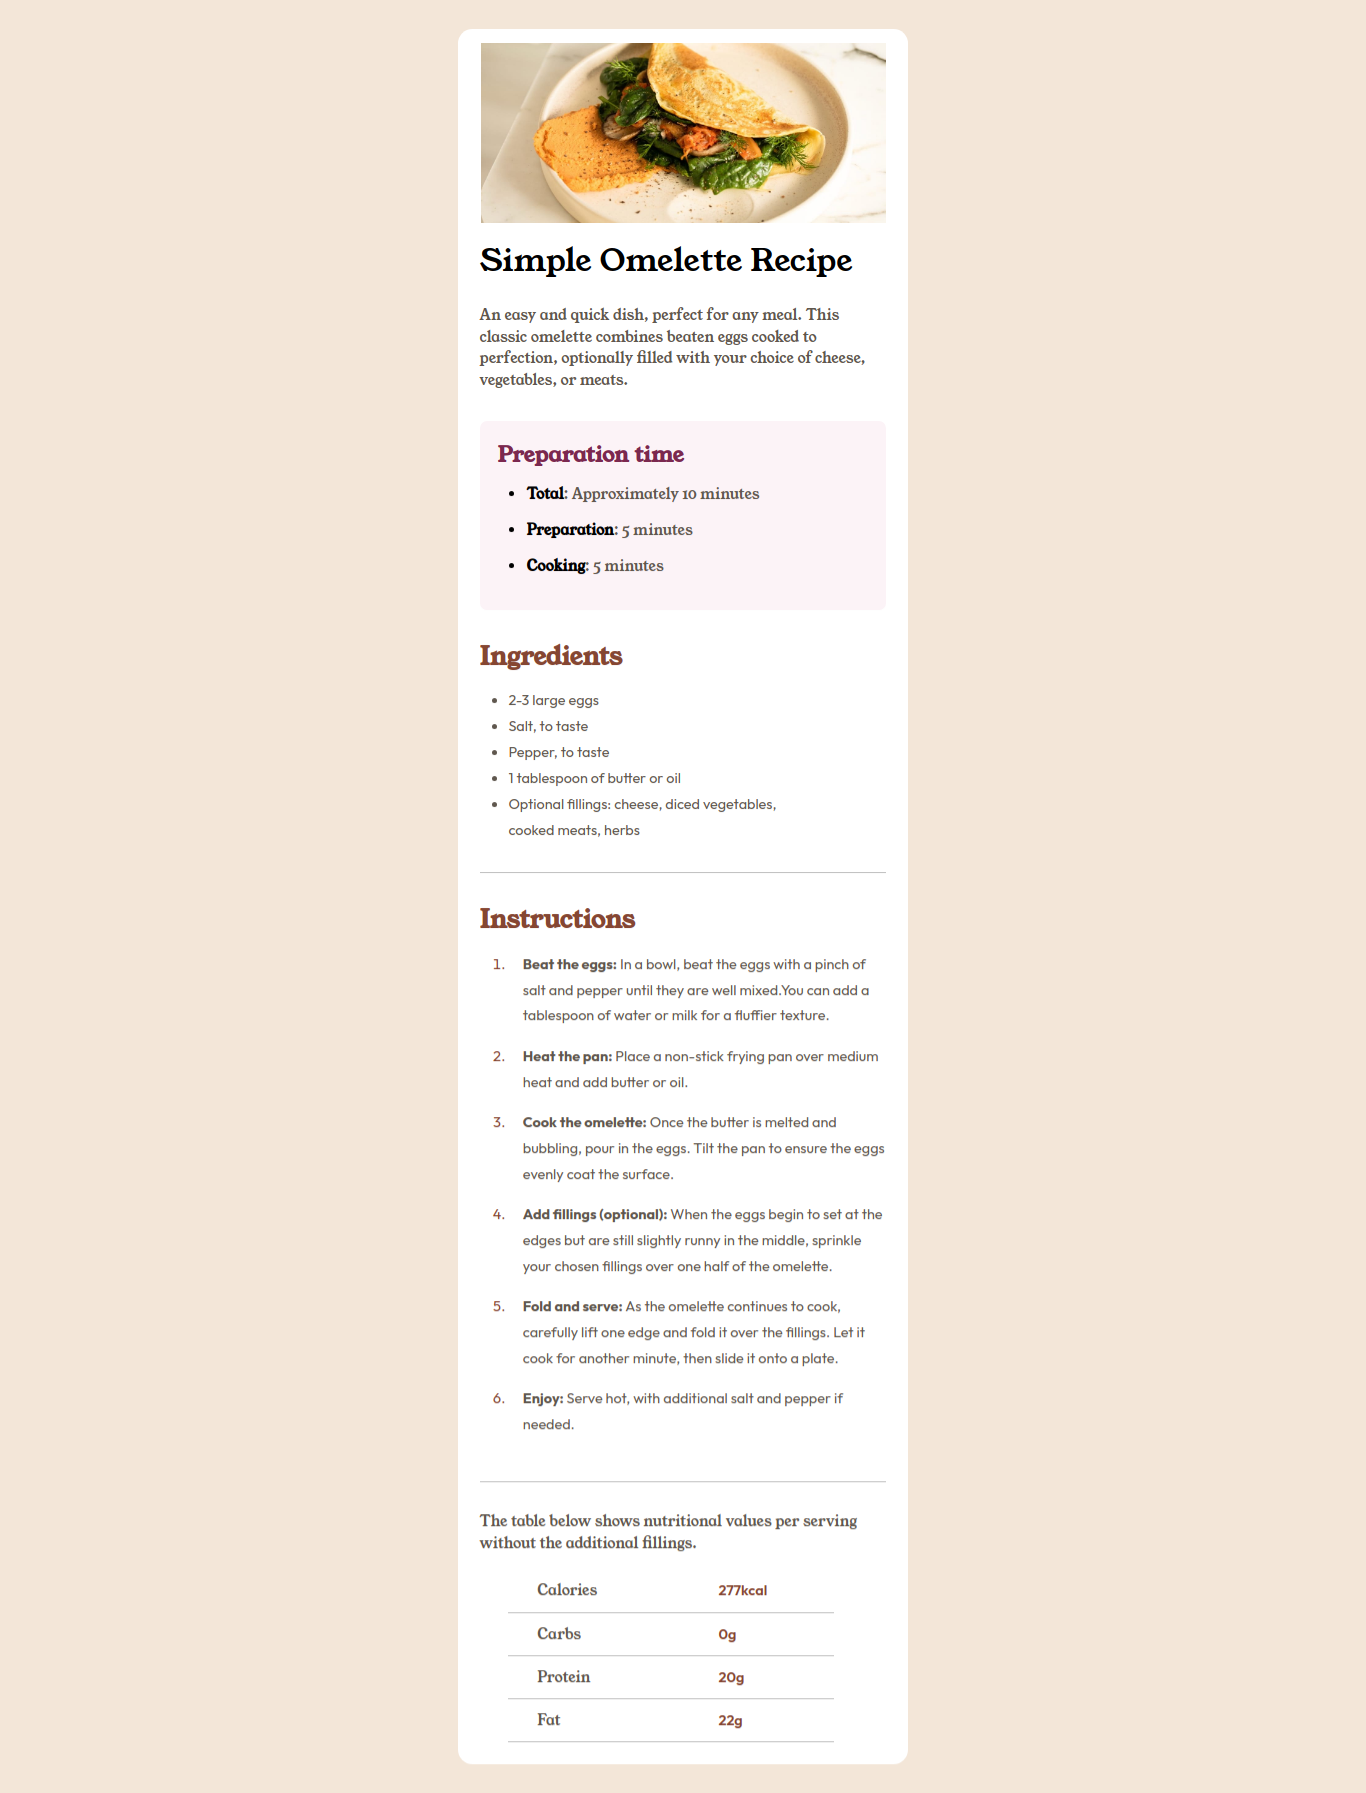 Simple Omelette Recipe
An easy and quick dish, perfect for any meal. This
classic omelette combines beaten eggs cooked to
perfection, optionally filled with your choice of cheese,
vegetables, or meats.
Preparation time
• Total: Approximately 10 minutes
• Preparation: 5 minutes
• Cooking: 5 minutes
Ingredients
• 2-3 large eggs
• Salt, to taste
• Pepper, to taste
• 1 tablespoon of butter or oil
• Optional fillings: cheese, diced vegetables,
cooked meats, herbs
Instructions
1. Beat the eggs: In a bowl, beat the eggs with a pinch of
salt and pepper until they are well mixed.You can add a
tablespoon of water or milk for a fluffier texture.
2. Heat the pan: Place a non-stick frying pan over medium
heat and add butter or oil.
3. Cook the omelette: Once the butter is melted and
bubbling, pour in the eggs. Tilt the pan to ensure the eggs
evenly coat the surface.
4. Add fillings (optional): When the eggs begin to set at the
edges but are still slightly runny in the middle, sprinkle
your chosen fillings over one half of the omelette.
5. Fold and serve: As the omelette continues to cook,
carefully lift one edge and fold it over the fillings. Let it
cook for another minute, then slide it onto a plate.
6. Enjoy: Serve hot, with additional salt and pepper if
needed.
The table below shows nutritional values per serving
without the additional fillings.
Calories 277kcal
Carbs 0g
Protein 20g
Fat 22g